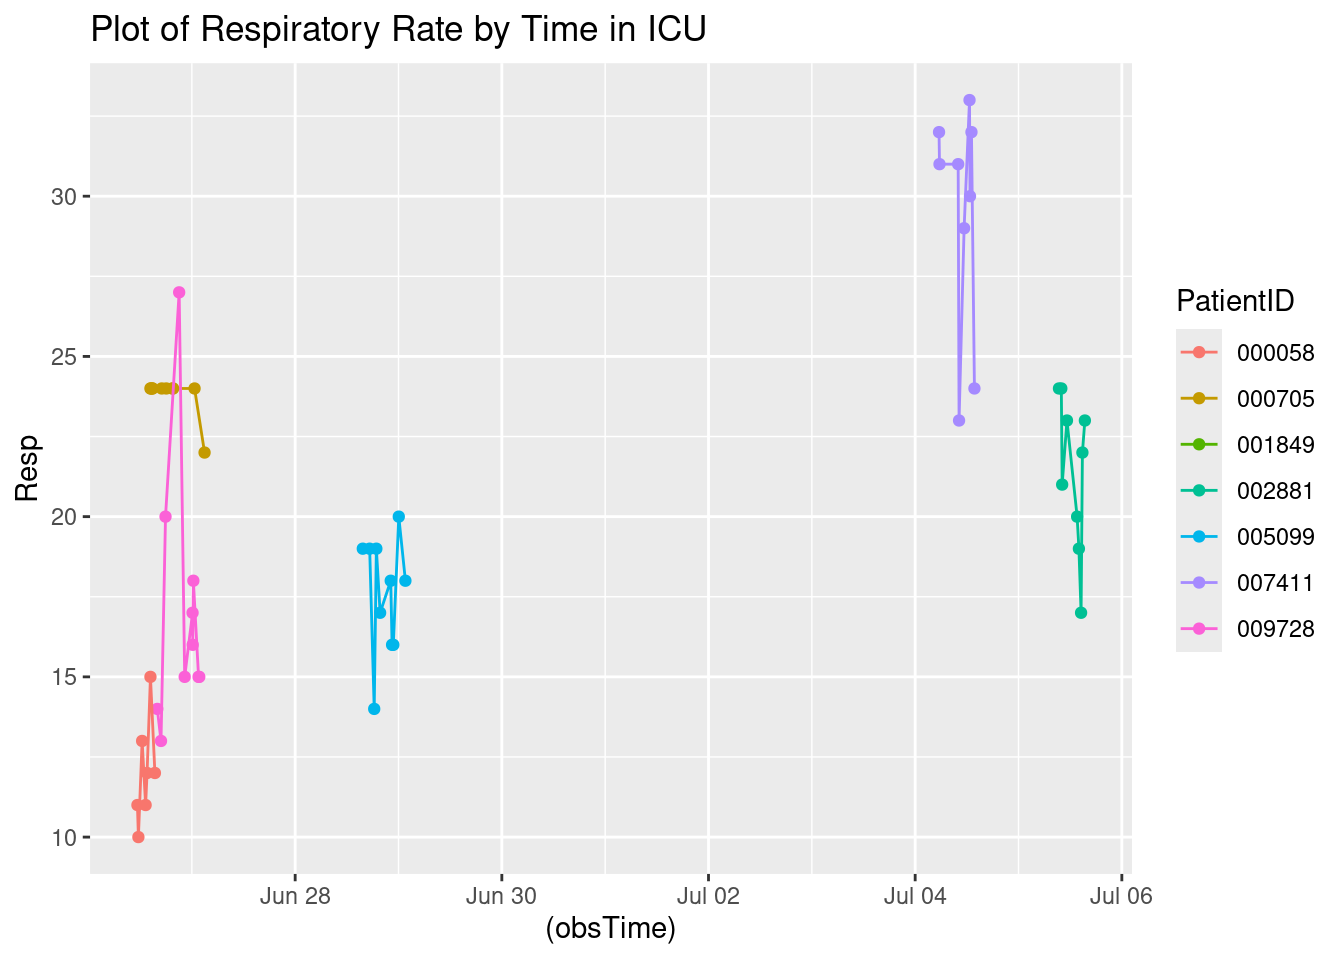 Plot of Respiratory Rate by Time in ICU
Resp
30
25
20
15
10
Jun 28
Jun 30
Jul 02
Jul 04
Jul 06
(obsTime)
PatientID
000058
000705
001849
002881
005099
007411
009728